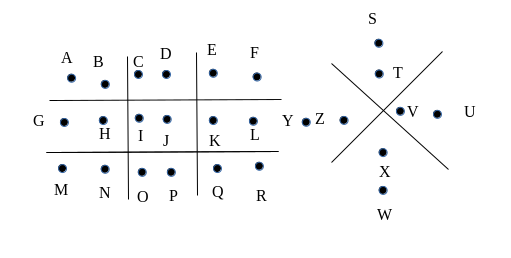 A B C D E F
G H I J K L
M N O P Q R
S
T
Y Z V U
X
W